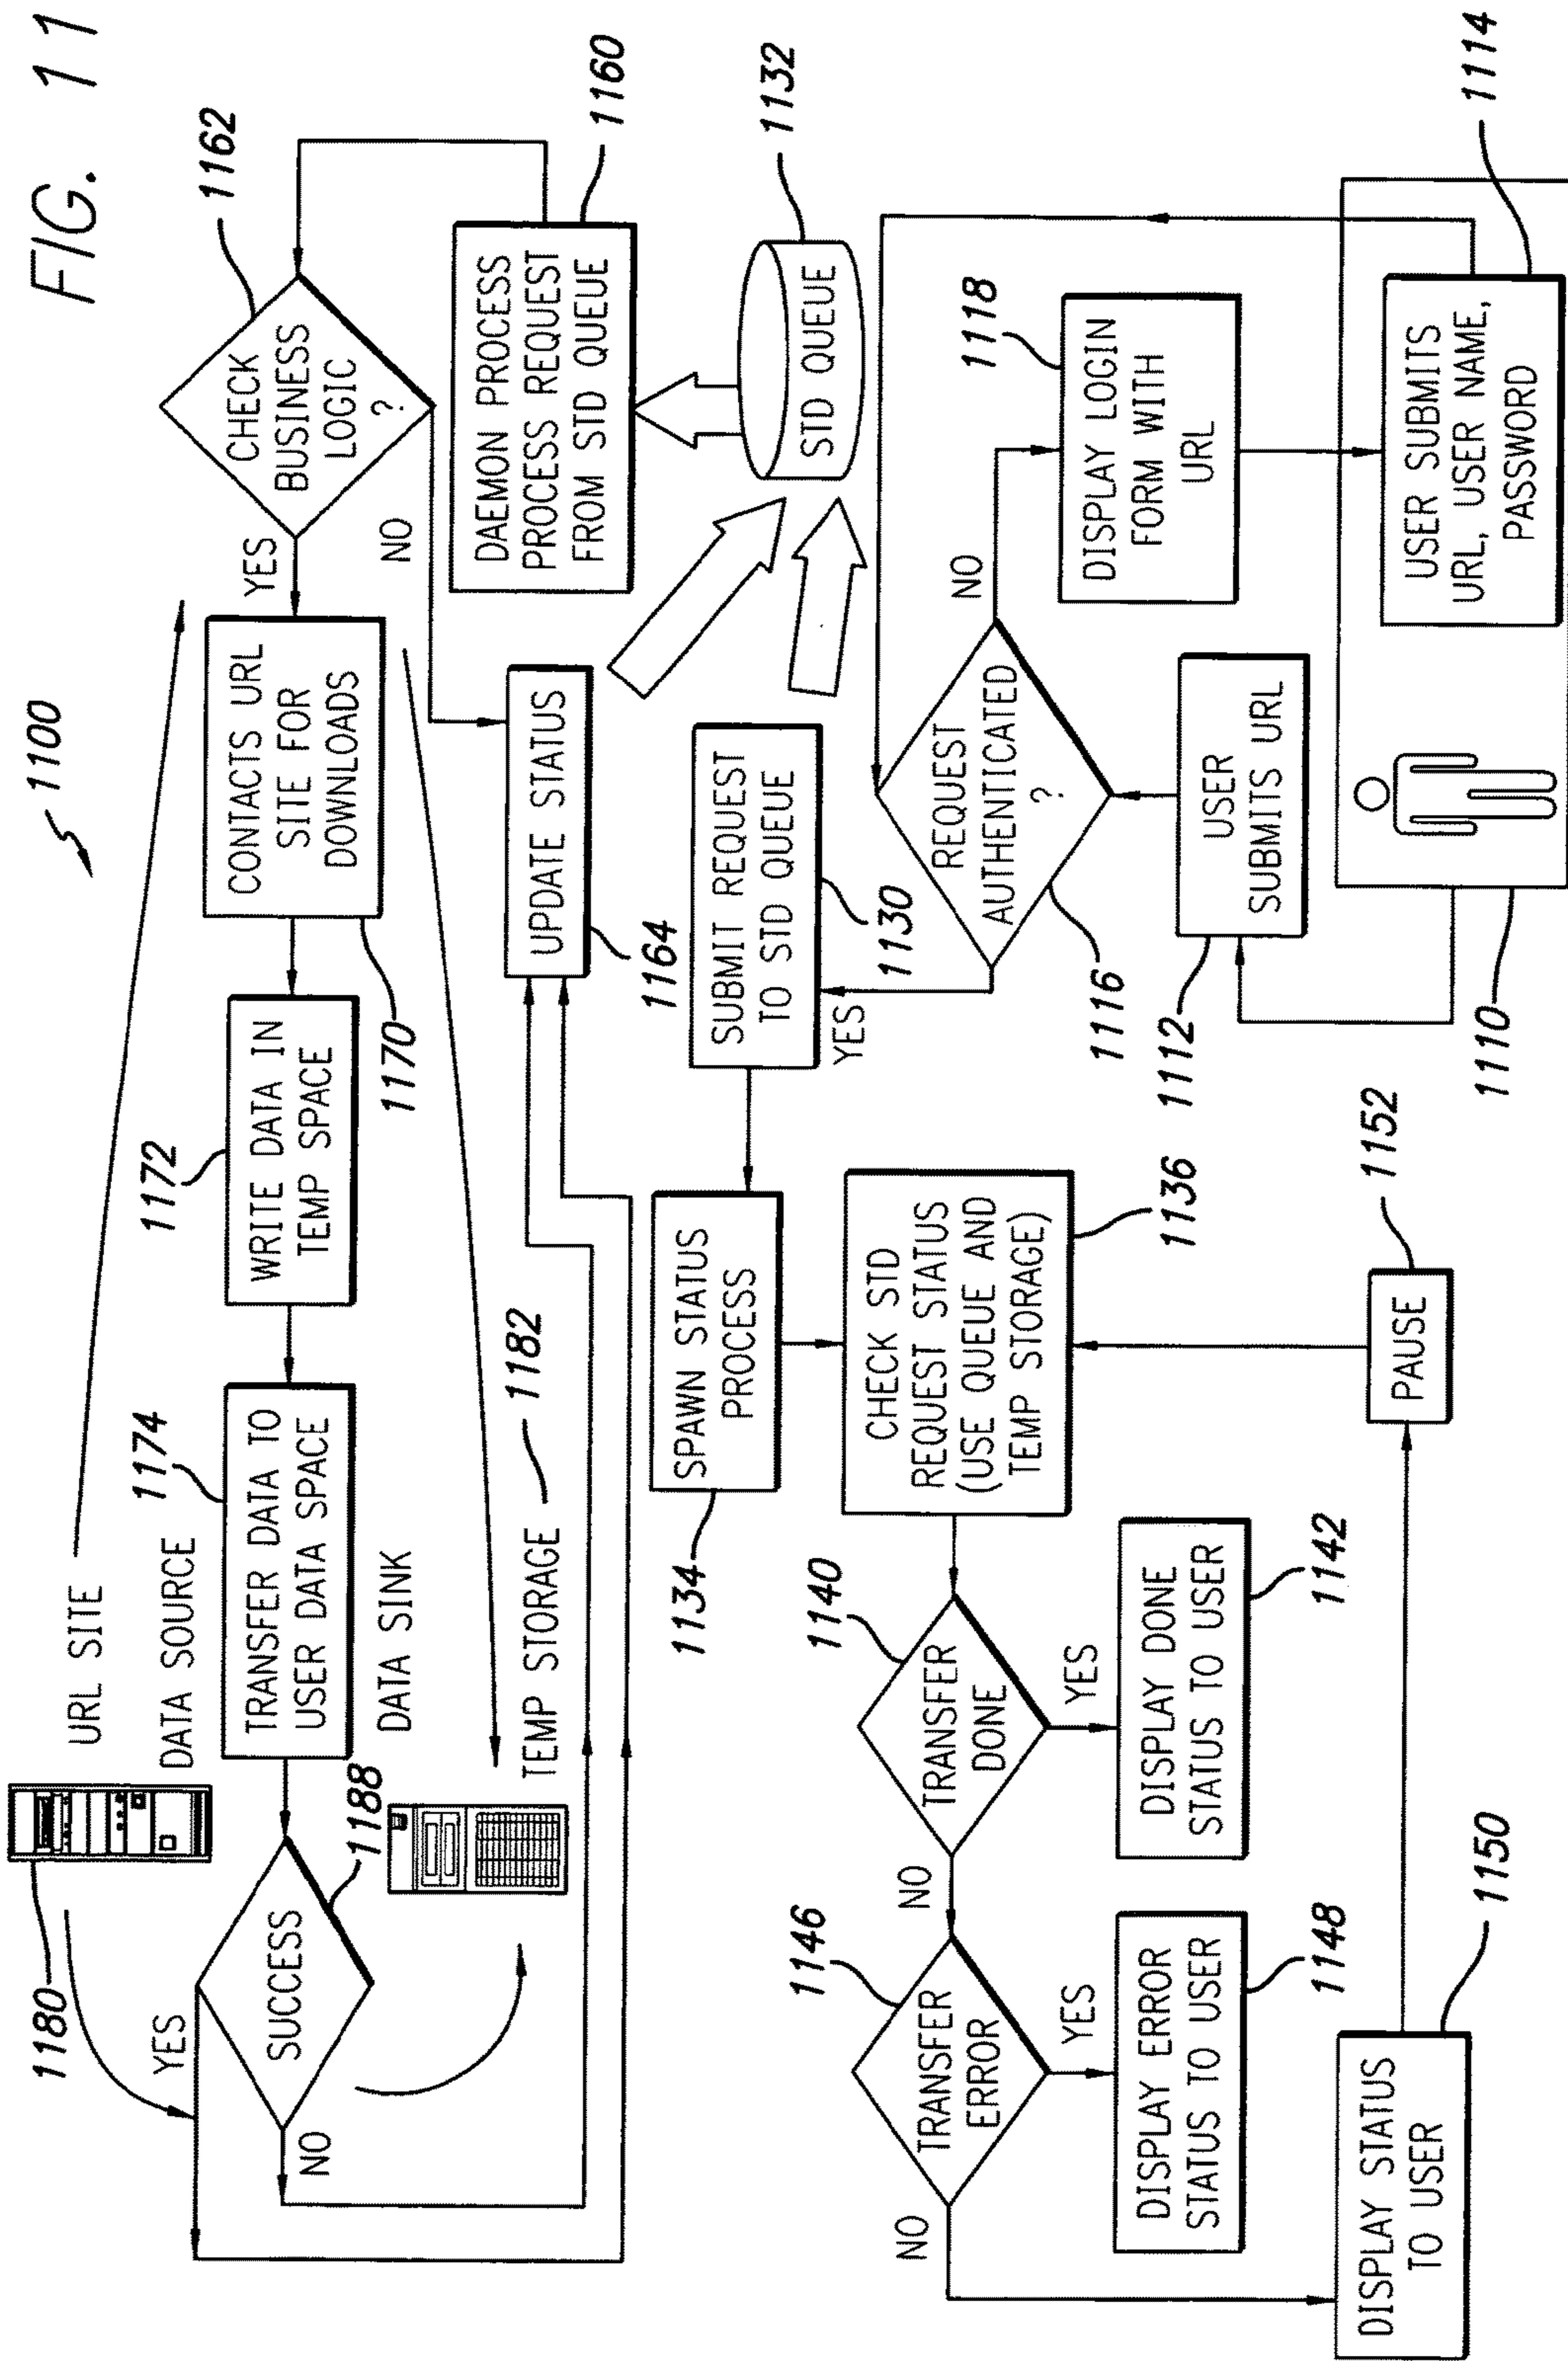 FIG. 11
1100
URL SITE
DATA SOURCE
1180
1174
TRANSFER DATA TO
USER DATA SPACE
DATA SINK
1172
WRITE DATA IN
TEMP SPACE
1170
CONTACTS URL
SITE FOR
DOWNLOADS
YES
CHECK
BUSINESS
LOGIC
?
1162
NO
YES
SUCCESS
NO
1188
TEMP STORAGE
1182
UPDATE STATUS
1164
DAEMON PROCESS
PROCESS REQUEST
FROM STD QUEUE
1160
STD QUEUE
1132
1134
SPAWN STATUS
PROCESS
SUBMIT REQUEST
TO STD QUEUE
1130
YES
REQUEST
AUTHENTICATED
?
1116
NO
DISPLAY LOGIN
FORM WITH
URL
1118
1112
USER
SUBMITS URL
1110
USER SUBMITS
URL, USER NAME,
PASSWORD
1114
CHECK STD
REQUEST STATUS
(USE QUEUE AND
TEMP STORAGE)
1136
1140
TRANSFER
DONE
NO
YES
DISPLAY DONE
STATUS TO USER
1142
1146
TRANSFER
ERROR
NO
YES
DISPLAY ERROR
STATUS TO USER
1148
DISPLAY STATUS
TO USER
1150
PAUSE
1152